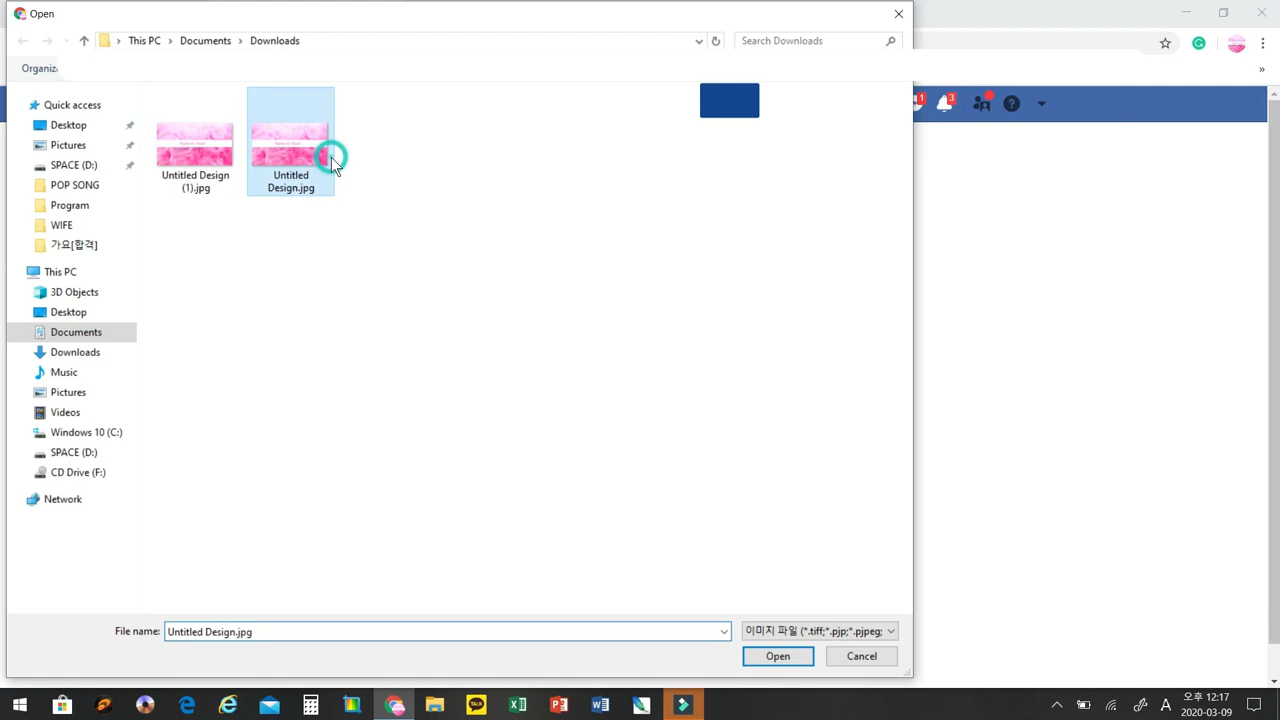 Open
This PC
Documents
Downloads
Search Downloads
Organiz
»
1
3
Quick access
Desktop
Pictures
SPACE (D:)
POP SONG
Program
WIFE
가요[합격]
This PC
3D Objects
Desktop
Documents
Downloads
Music
Pictures
Videos
Windows 10 (C:)
SPACE (D:)
CD Drive (F:)
Network
Untitled Design
(1).jpg
Untitled
Design.jpg
File name:
Untitled Design.jpg
이미지 파일 (*.tiff;*.pjp;*.pjpeg;
Open
Cancel
TALK
A
오후 12:17
2020-03-09